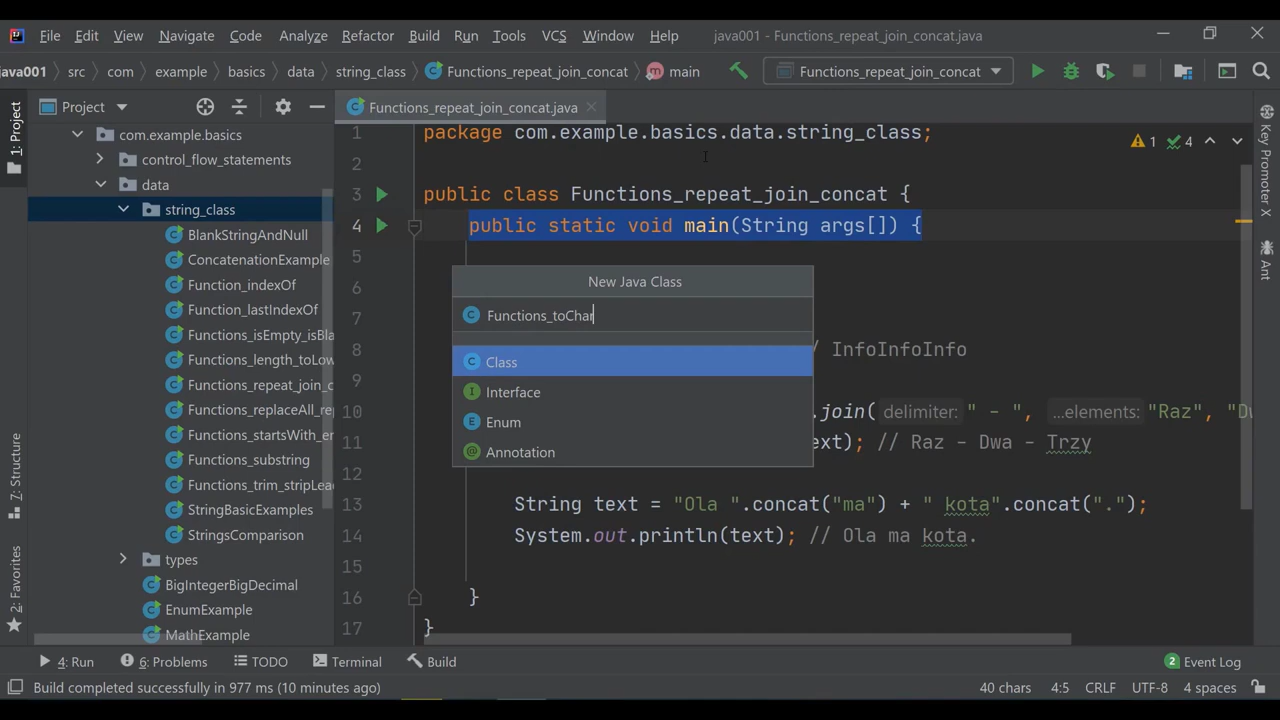 File Edit View Navigate Code Analyze Refactor Build Run Tools VCS Window Help java001 - Functions_repeat_join_concat.java
java001 src com example basics data string_class Functions_repeat_join_concat main Functions_repeat_join_concat
1: Project
7: Structure
2: Favorites
Project
com.example.basics
control_flow_statements
data
string_class
BlankStringAndNull
ConcatenationExample
Function_indexOf
Function_lastIndexOf
Functions_isEmpty_isBla
Functions_length_toLow
Functions_repeat_join_c
Functions_replaceAll_rep
Functions_startsWith_en
Functions_substring
Functions_trim_stripLea
StringBasicExamples
StringsComparison
types
BigIntegerBigDecimal
EnumExample
MathExample
Functions_repeat_join_concat.java
1 4
1 package com.example.basics.data.string_class;
2
3 public class Functions_repeat_join_concat {
4 public static void main(String args[]) {
5
6
7
8 / InfoInfoInfo
9
10 .join( delimiter: " - ", ...elements: "Raz", "Dw
11 ext); // Raz - Dwa - Trzy
12
13 String text = "Ola ".concat("ma") + " kota".concat(".");
14 System.out.println(text); // Ola ma kota.
15
16 }
17 }
New Java Class
Functions_toChar
Class
Interface
Enum
Annotation
Key Promoter X
Ant
4: Run 6: Problems TODO Terminal Build 2 Event Log
Build completed successfully in 977 ms (10 minutes ago) 40 chars 4:5 CRLF UTF-8 4 spaces